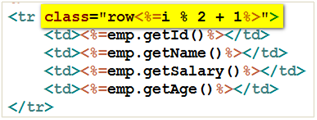 <tr class="row<%=i % 2 + 1%>">
<td><%=emp.getId()%></td>
<td><%=emp.getName()%></td>
<td><%=emp.getSalary()%></td>
<td><%=emp.getAge()%></td>
</tr>